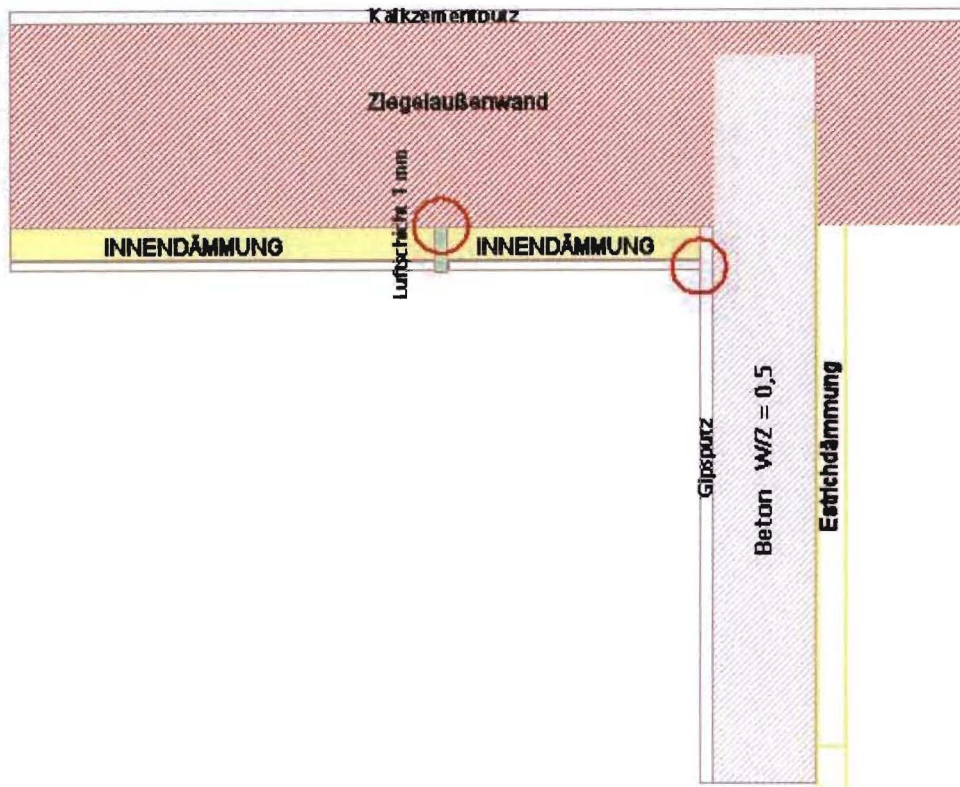 Kalkzementputz
Ziegelaußenwand
Luftschicht 1 mm
INNENDÄMMUNG
INNENDÄMMUNG
Gipsputz
Beton W/Z = 0,5
Estrichdämmung